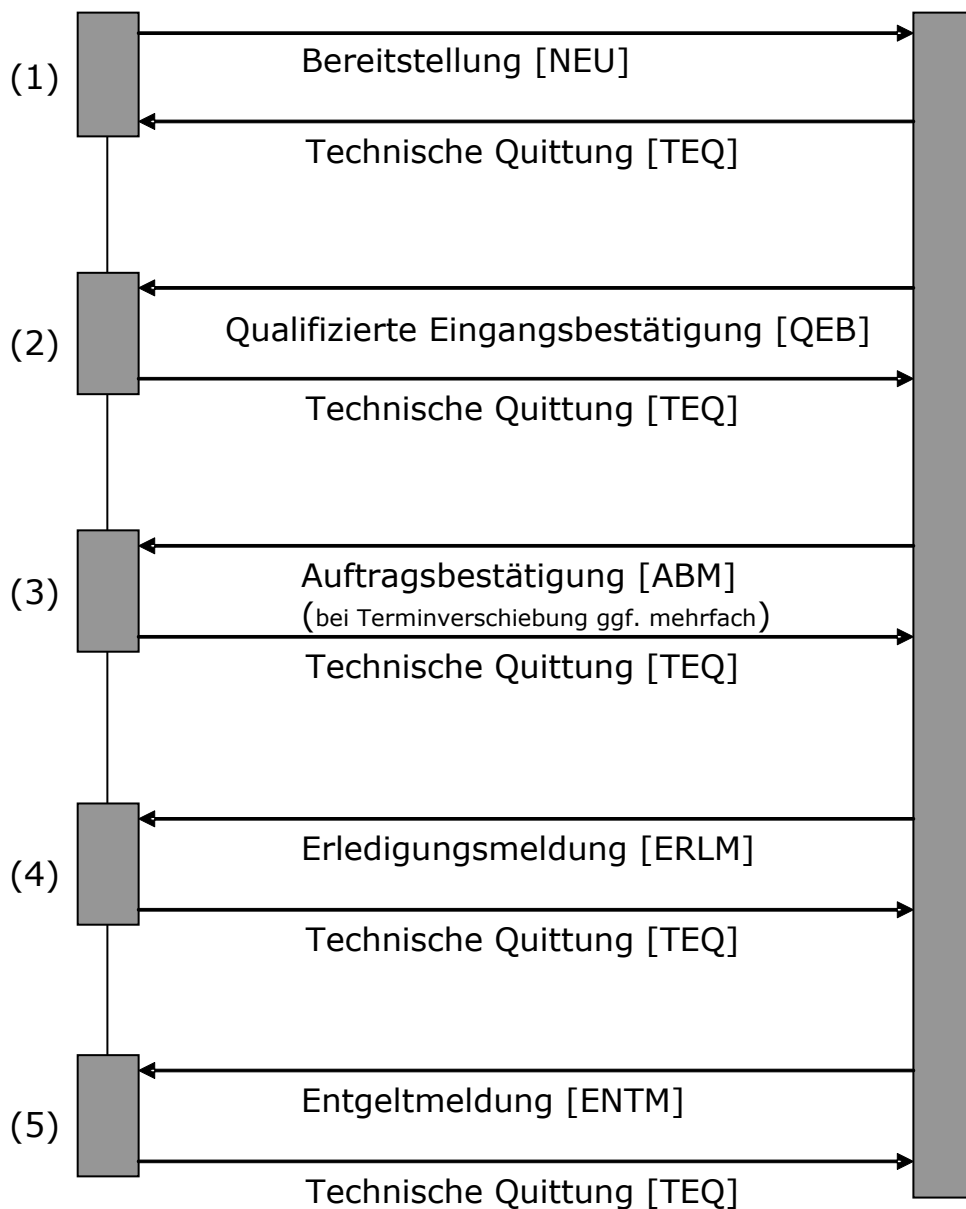 Bereitstellung [NEU]
(1)
Technische Quittung [TEQ]
Qualifizierte Eingangsbestätigung [QEB]
(2)
Technische Quittung [TEQ]
Auftragsbestätigung [ABM]
(3)
(bei Terminverschiebung ggf. mehrfach)
Technische Quittung [TEQ]
Erledigungsmeldung [ERLM]
(4)
Technische Quittung [TEQ]
Entgeltmeldung [ENTM]
(5)
Technische Quittung [TEQ]